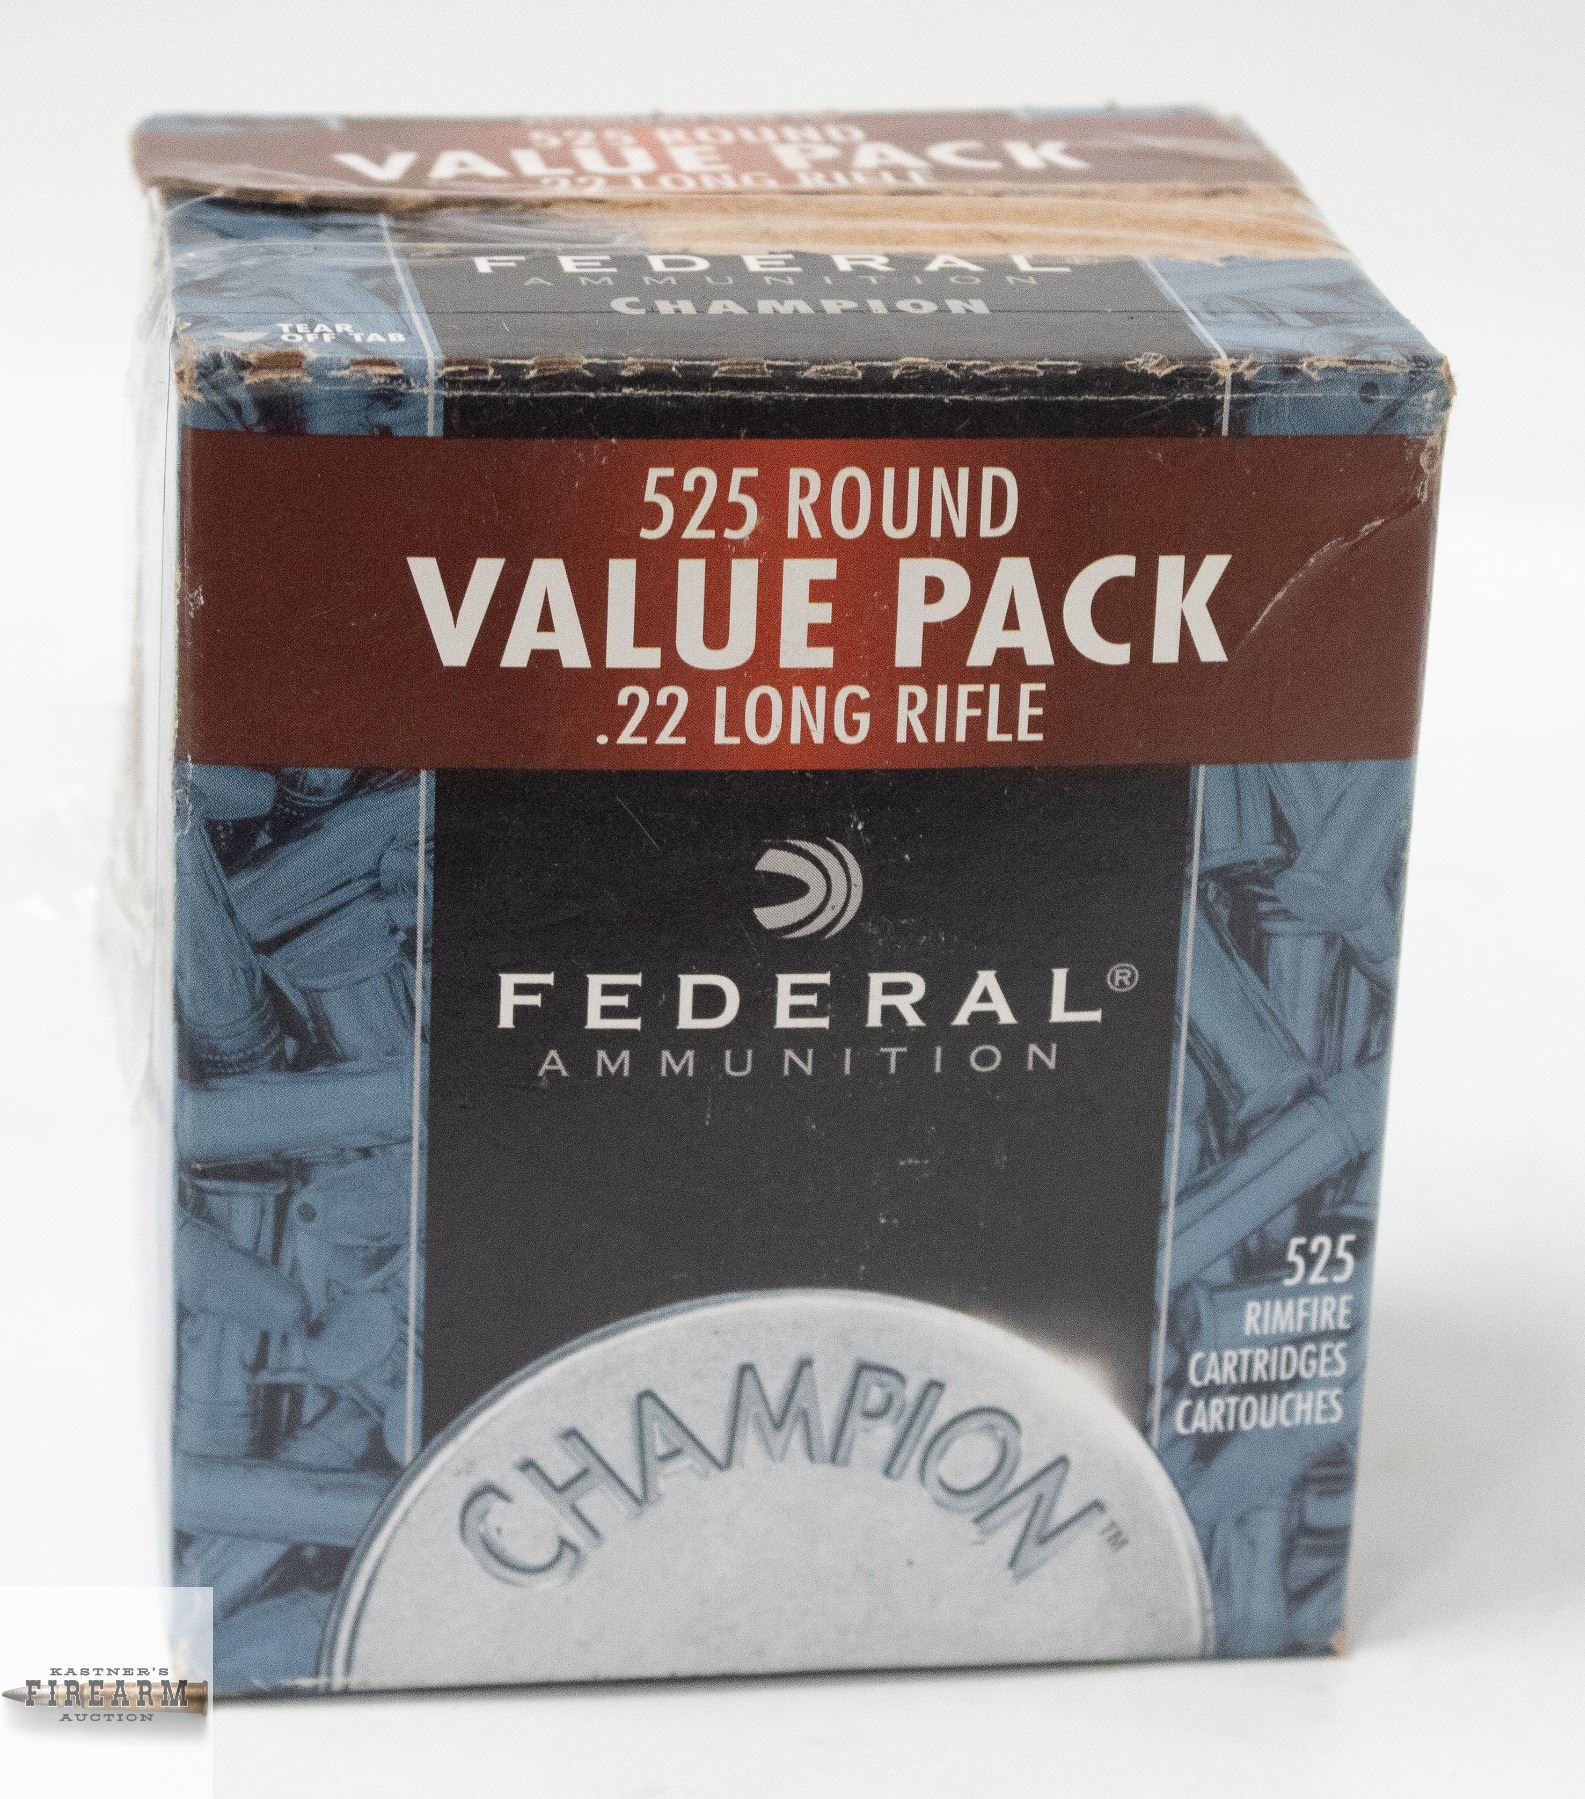 525 ROUND
VALUE PACK
.22 LONG RIFLE
FEDERAL
AMMUNITION
CHAMPION
TEAR
OFF TAB
525 ROUND
VALUE PACK
.22 LONG RIFLE
FEDERAL®
AMMUNITION
525
RIMFIRE
CARTRIDGES
CARTOUCHES
CHAMPION™
KASTNER'S
FIREARM
AUCTION